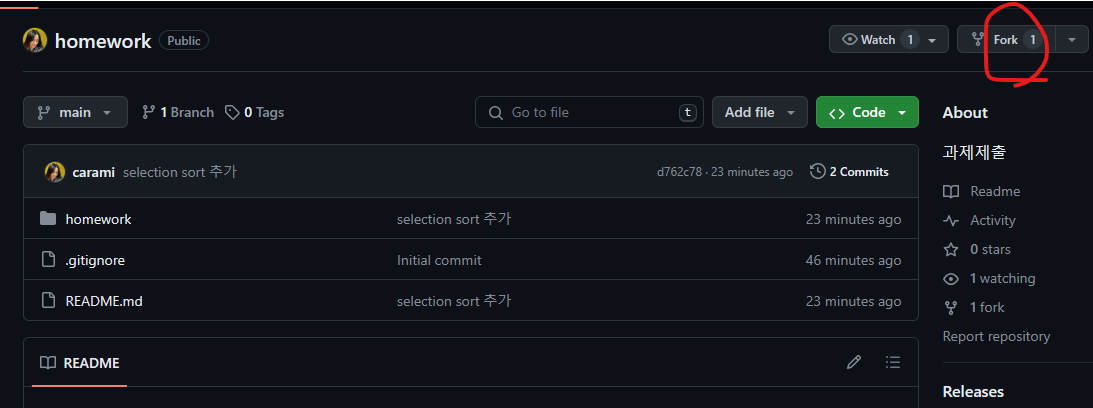 homework Public Watch 1 Fork 1
main 1 Branch 0 Tags Go to file t Add file Code
About
과제제출
carami selection sort 추가 d762c78 · 23 minutes ago 2 Commits
homework selection sort 추가 23 minutes ago
.gitignore Initial commit 46 minutes ago
README.md selection sort 추가 23 minutes ago
README
Readme
Activity
0 stars
1 watching
1 fork
Report repository
Releases